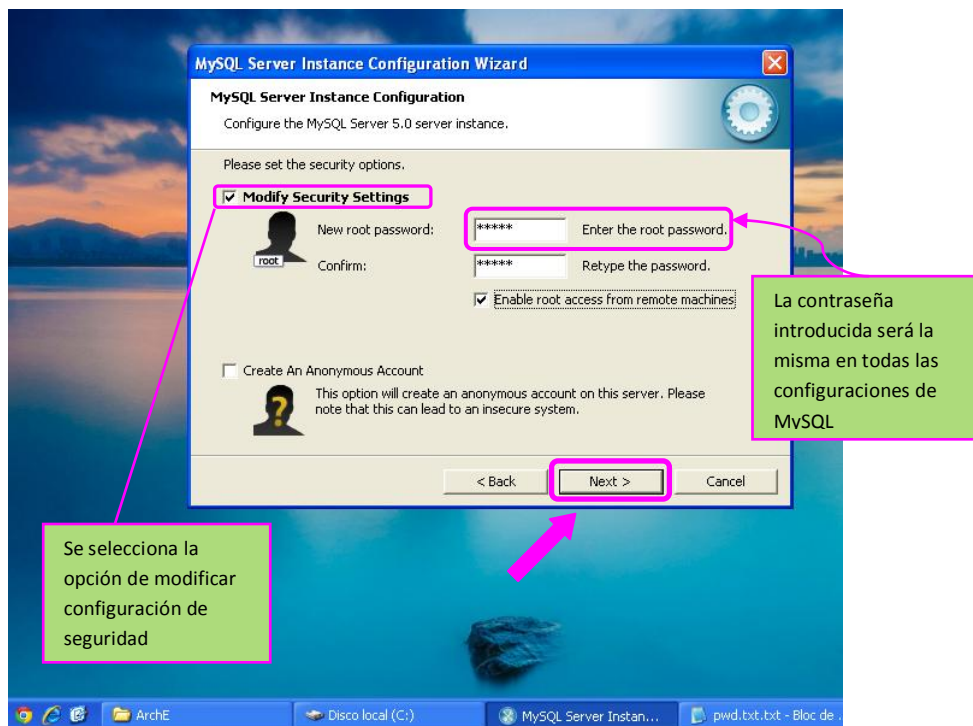 MySQL Server Instance Configuration Wizard
MySQL Server Instance Configuration
Configure the MySQL Server 5.0 server instance.
Please set the security options.
Modify Security Settings
New root password:
*****
Enter the root password.
root
Confirm:
*****
Retype the password.
Enable root access from remote machines
La contraseña
introducida será la
misma en todas las
configuraciones de
MySQL
Create An Anonymous Account
This option will create an anonymous account on this server. Please
note that this can lead to an insecure system.
< Back
Next >
Cancel
Se selecciona la
opción de modificar
configuración de
seguridad
ArchE
Disco local (C:)
MySQL Server Instan...
pwd.txt.txt - Bloc de .